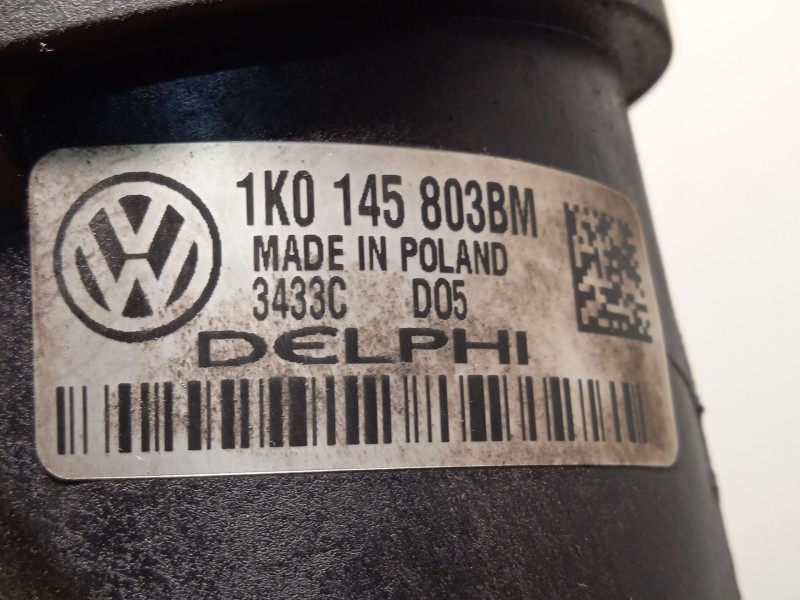 1K0 145 803BM
MADE IN POLAND
3433C D05
DELPHI